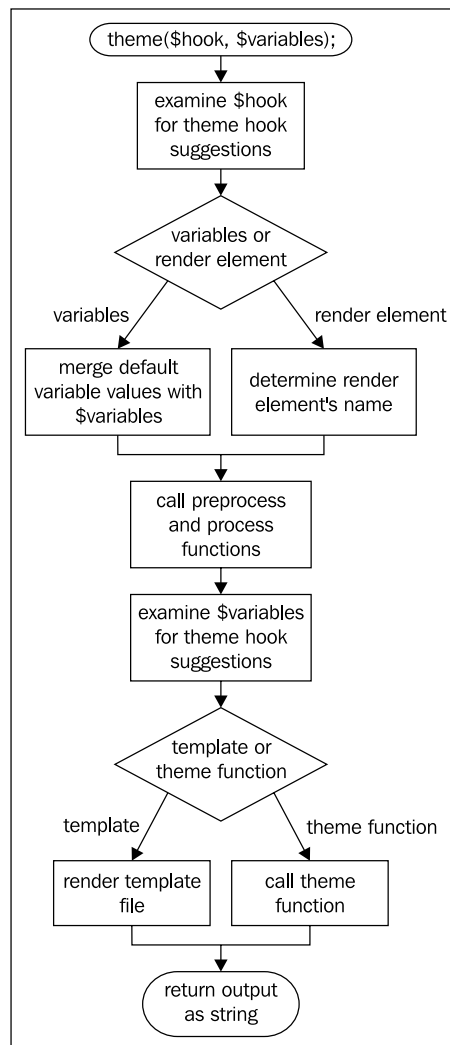 theme($hook, $variables);
examine $hook
for theme hook
suggestions
variables or
render element
variables
render element
merge default
variable values with
$variables
determine render
element's name
call preprocess
and process
functions
examine $variables
for theme hook
suggestions
template or
theme function
template
theme function
render template
file
call theme
function
return output
as string